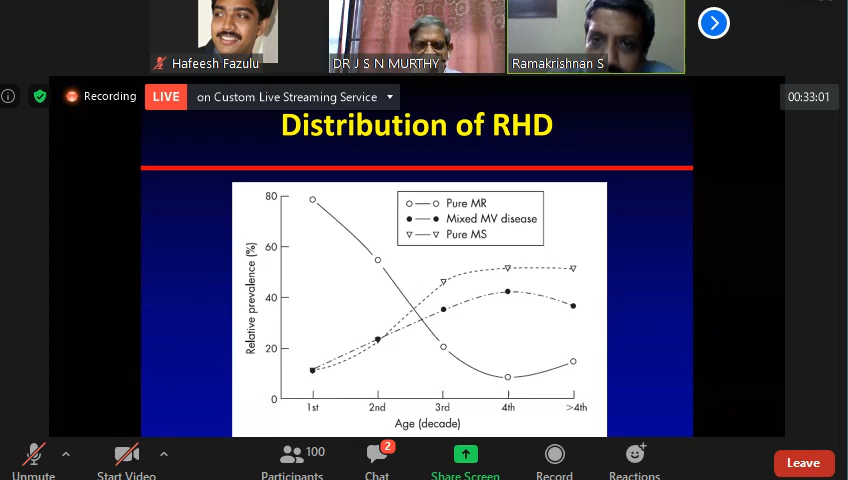 Hafeesh Fazulu
DR J S N MURTHY
Ramakrishnan S
Recording
LIVE
on Custom Live Streaming Service
00:33:01
Distribution of RHD
80
60
40
20
0
Relative prevalence (%)
Pure MR
Mixed MV disease
Pure MS
1st 2nd 3rd 4th >4th
Age (decade)
Unmute
Start Video
100
Participants
2
Chat
Share Screen
Record
Reactions
Leave